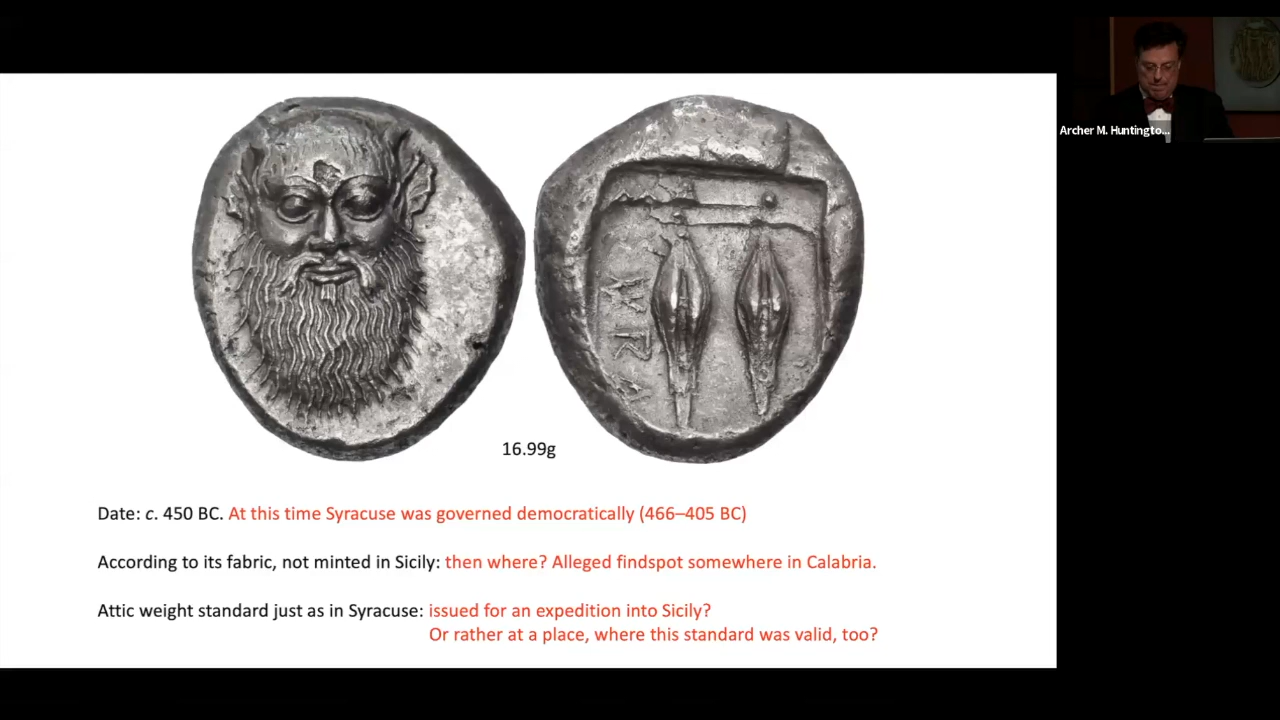 16.99g
Date: c. 450 BC. At this time Syracuse was governed democratically (466–405 BC)
According to its fabric, not minted in Sicily: then where? Alleged findspot somewhere in Calabria.
Attic weight standard just as in Syracuse: issued for an expedition into Sicily?
Or rather at a place, where this standard was valid, too?
Archer M. Huntingto...